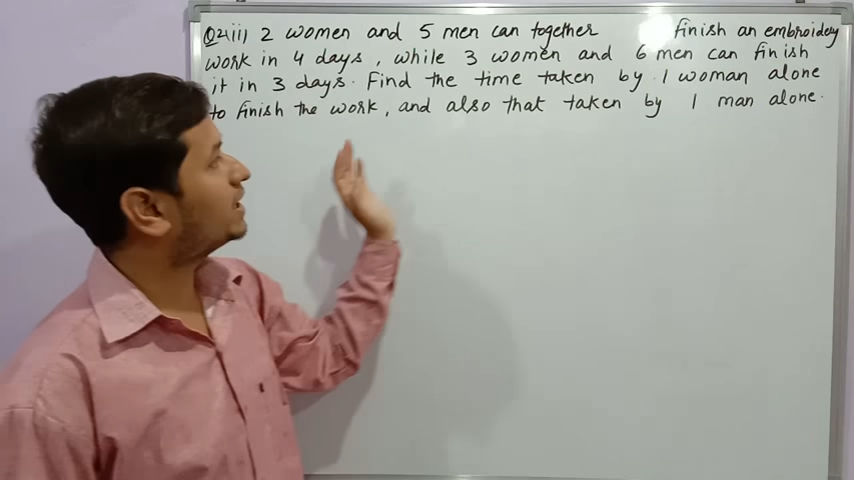 Q2(ii) 2 women and 5 men can together finish an embroidery
work in 4 days, while 3 women and 6 men can finish
it in 3 days. Find the time taken by 1 woman alone
to finish the work, and also that taken by 1 man alone.